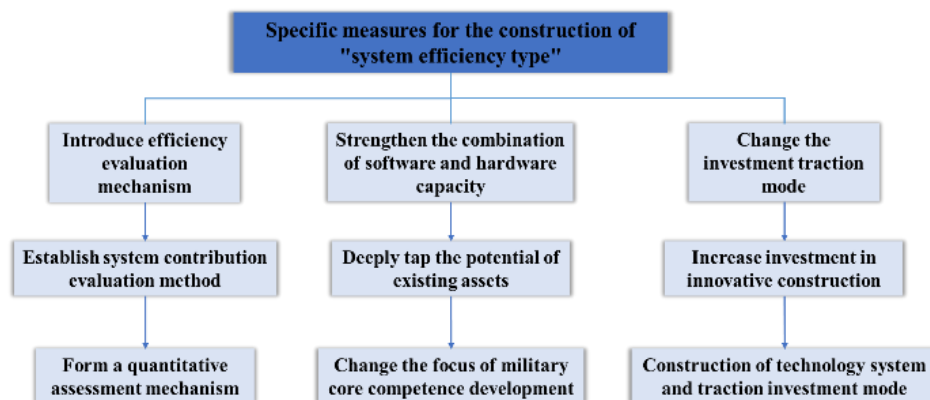 Specific measures for the construction of
"system efficiency type"
Introduce efficiency
evaluation
mechanism
Strengthen the combination
of software and hardware
capacity
Change the
investment traction
mode
Establish system contribution
evaluation method
Deeply tap the potential of
existing assets
Increase investment in
innovative construction
Form a quantitative
assessment mechanism
Change the focus of military
core competence development
Construction of technology system
and traction investment mode